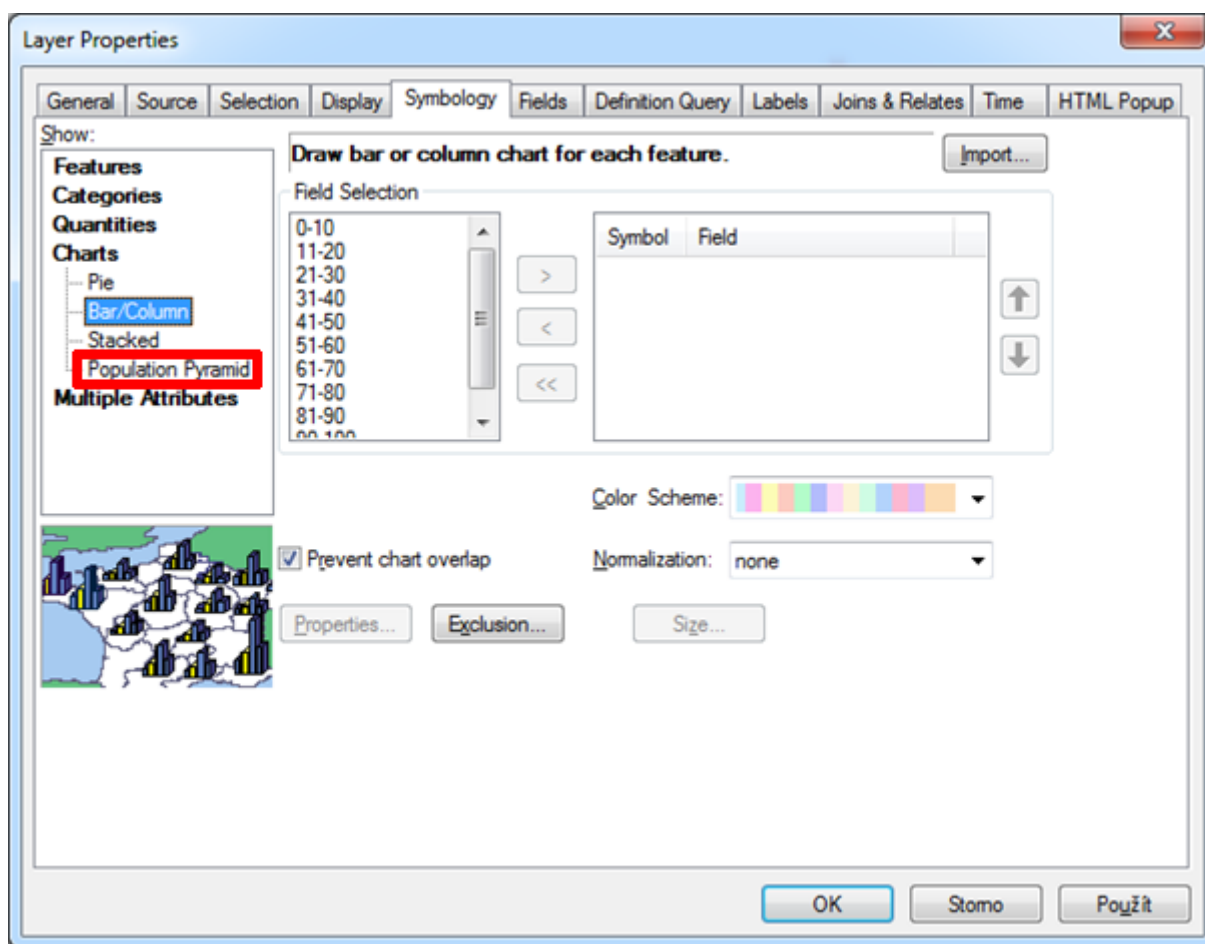 Layer Properties
General Source Selection Display Symbology Fields Definition Query Labels Joins & Relates Time HTML Popup
Show:
Features
Categories
Quantities
Charts
Pie
Bar/Column
Stacked
Population Pyramid
Multiple Attributes
Draw bar or column chart for each feature.
Import...
Field Selection
0-10
11-20
21-30
31-40
41-50
51-60
61-70
71-80
81-90
90-100
>
<
<<
Symbol Field
Color Scheme:
Prevent chart overlap
Normalization: none
Properties... Exclusion... Size...
OK Storno Použít